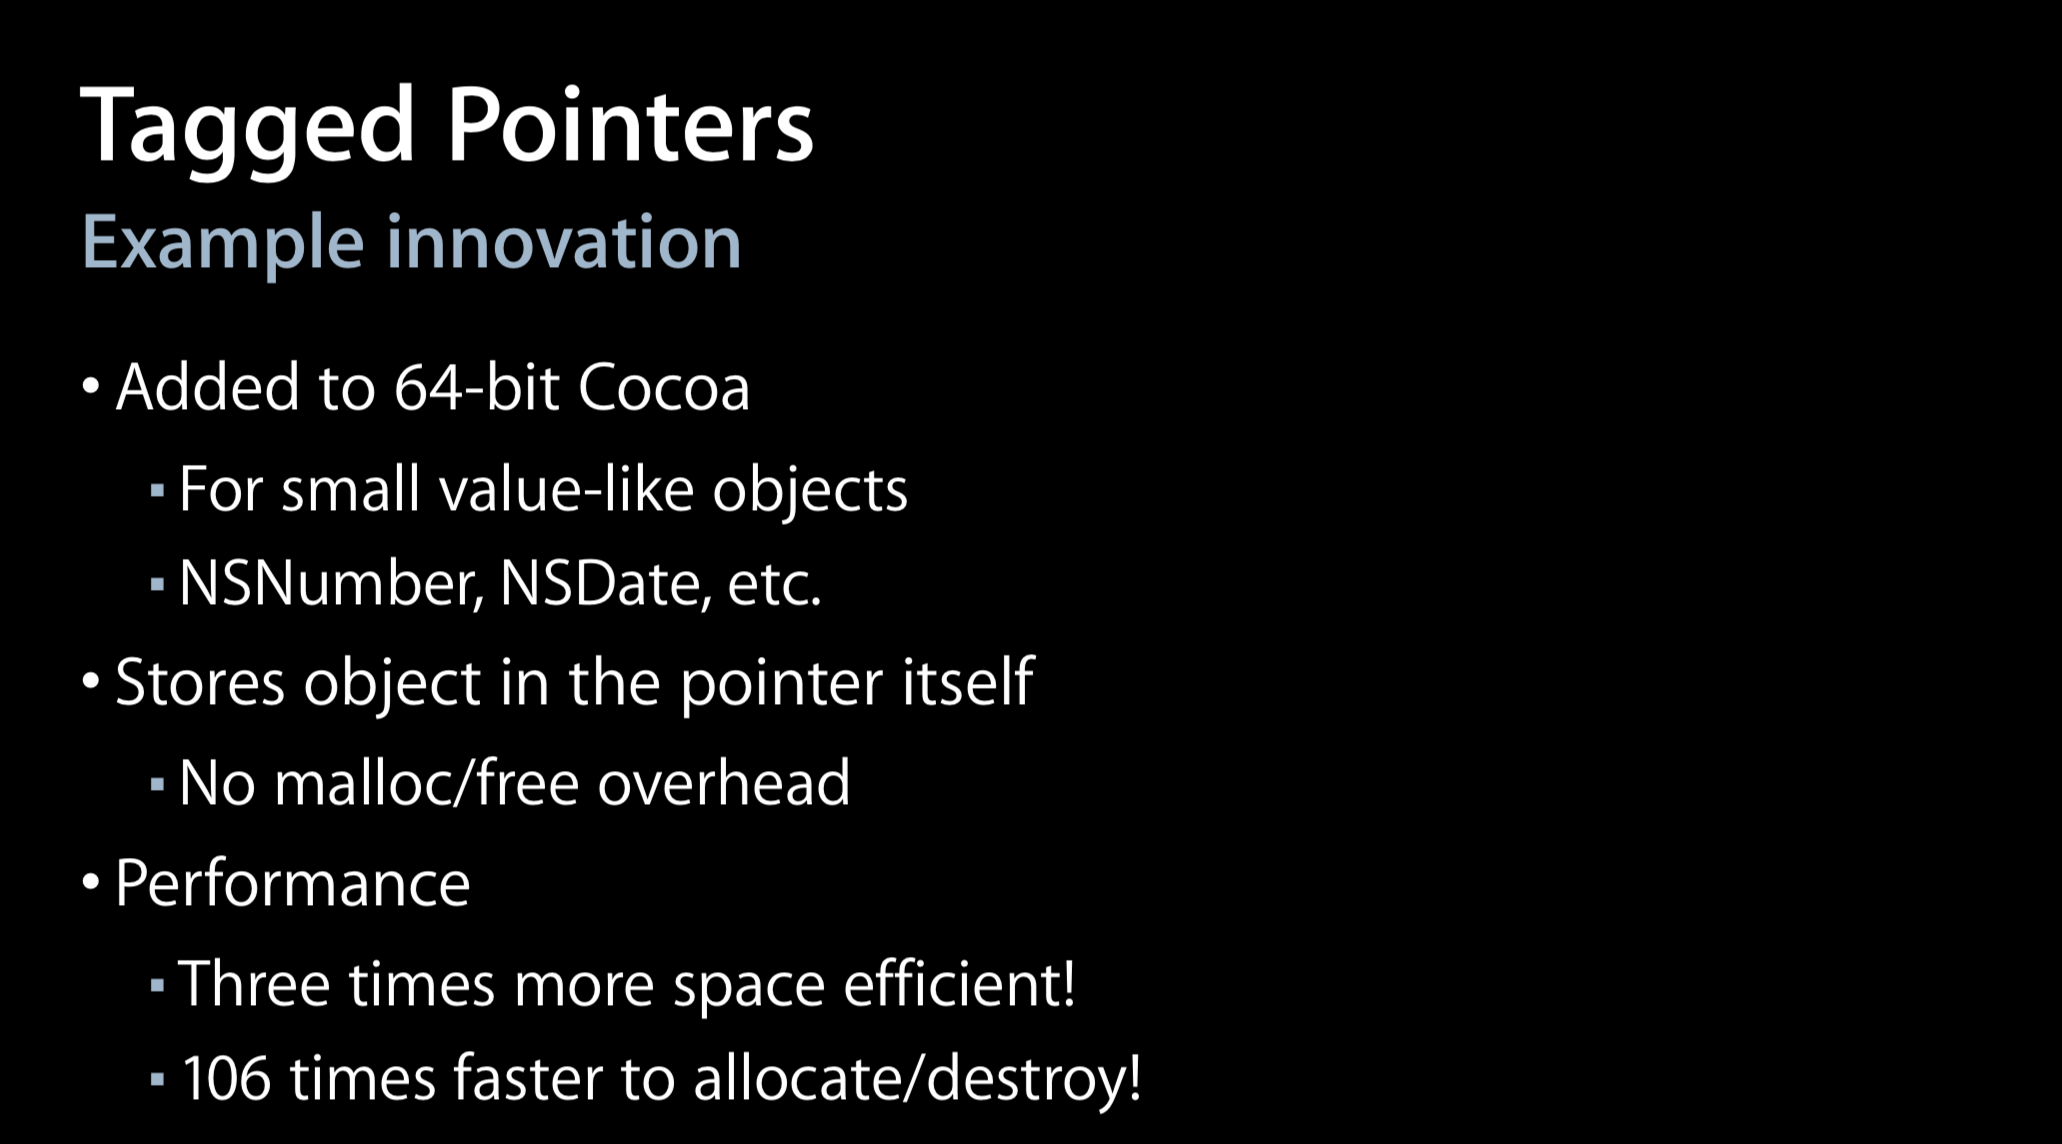 Tagged Pointers
Example innovation
• Added to 64-bit Cocoa
▪ For small value-like objects
▪ NSNumber, NSDate, etc.
• Stores object in the pointer itself
▪ No malloc/free overhead
• Performance
▪ Three times more space efficient!
▪ 106 times faster to allocate/destroy!